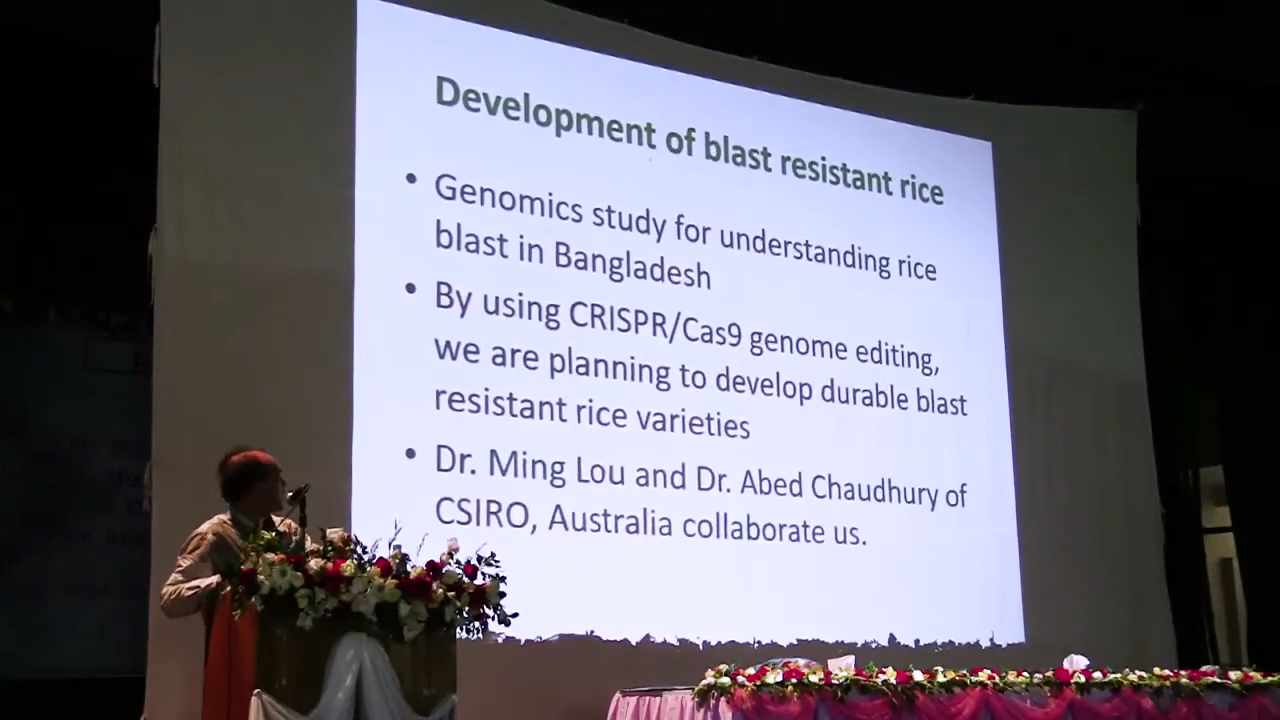 Development of blast resistant rice
• Genomics study for understanding rice
blast in Bangladesh
• By using CRISPR/Cas9 genome editing,
we are planning to develop durable blast
resistant rice varieties
• Dr. Ming Lou and Dr. Abed Chaudhury of
CSIRO, Australia collaborate us.